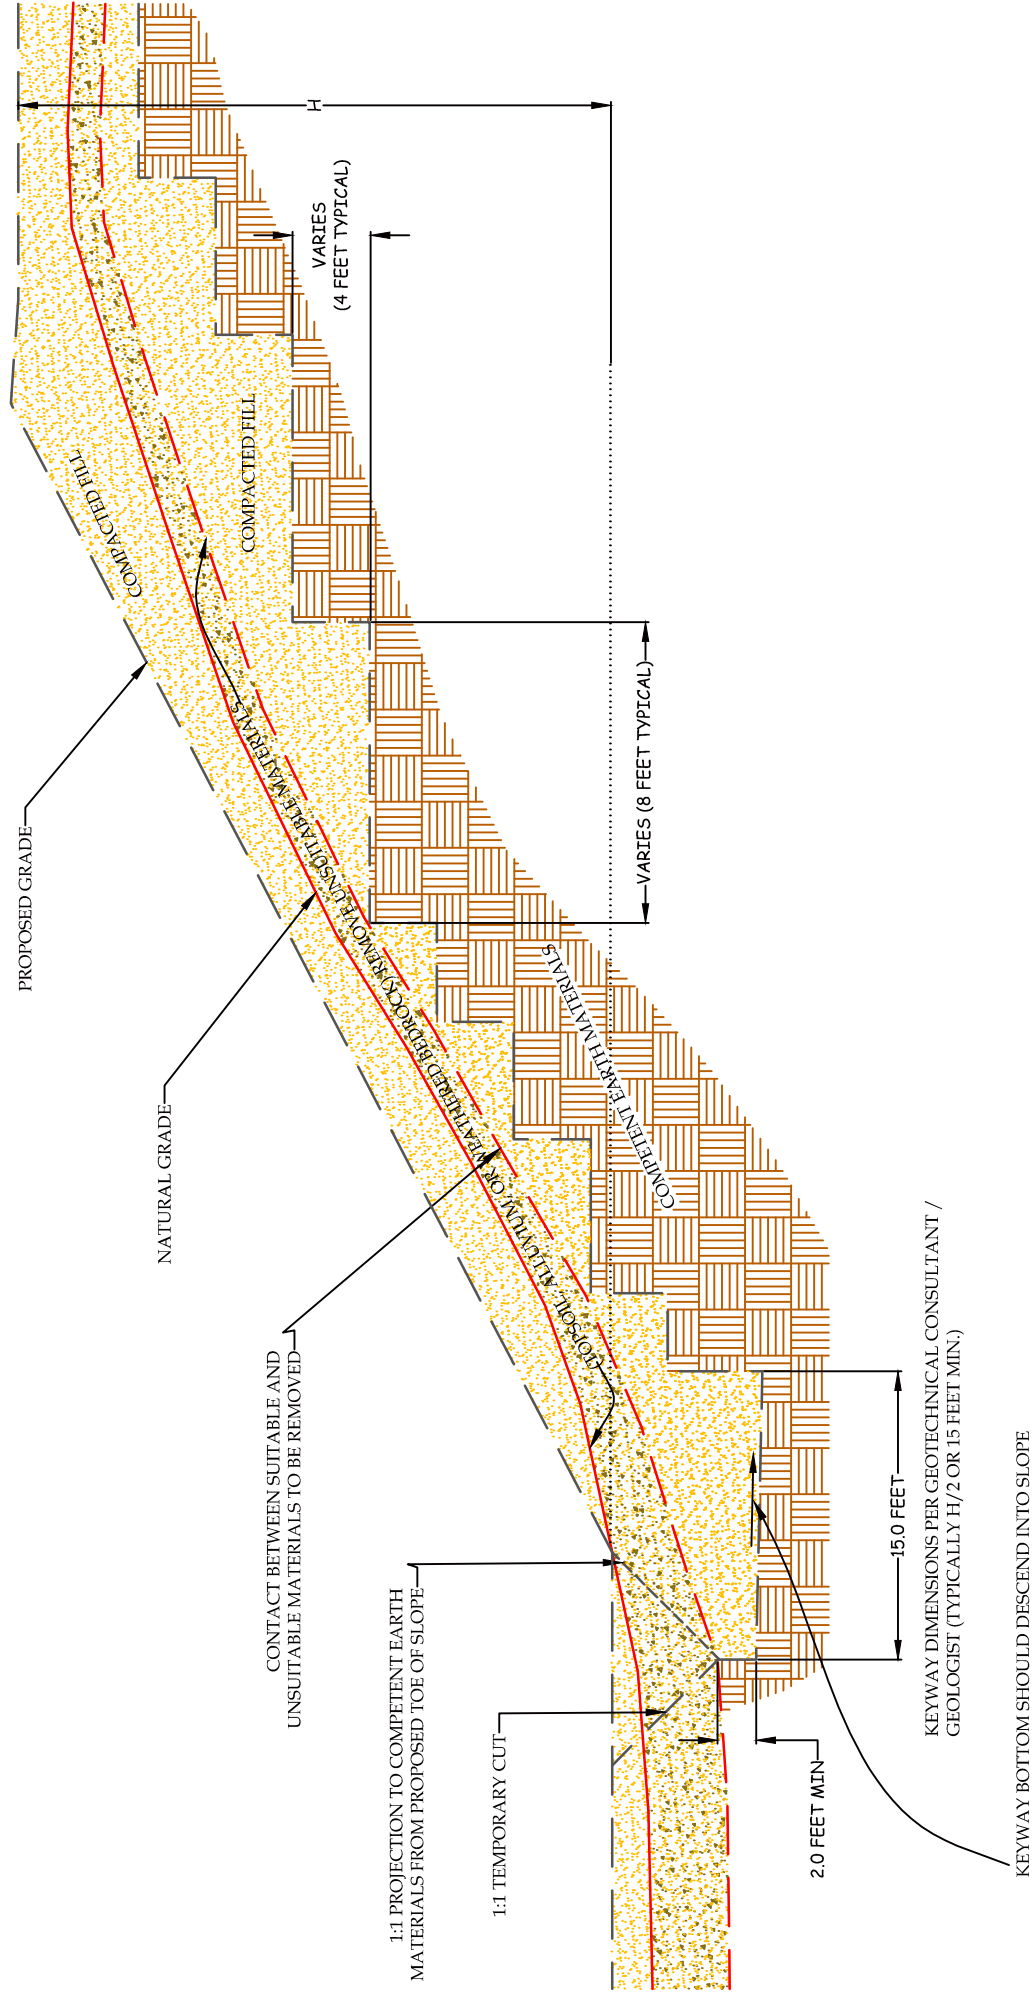 PROPOSED GRADE
NATURAL GRADE
CONTACT BETWEEN SUITABLE AND
UNSUITABLE MATERIALS TO BE REMOVED
1:1 PROJECTION TO COMPETENT EARTH
MATERIALS FROM PROPOSED TOE OF SLOPE
1:1 TEMPORARY CUT
COMPACTED FILL
COMPACTED FILL
REMOVE UNSUITABLE MATERIALS
(TOPSOIL, ALLUVIUM, OR WEATHERED BEDROCK)
COMPETENT EARTH MATERIALS
H
VARIES
(4 FEET TYPICAL)
VARIES (8 FEET TYPICAL)
15.0 FEET
2.0 FEET MIN
KEYWAY DIMENSIONS PER GEOTECHNICAL CONSULTANT /
GEOLOGIST (TYPICALLY H/2 OR 15 FEET MIN.)
KEYWAY BOTTOM SHOULD DESCEND INTO SLOPE